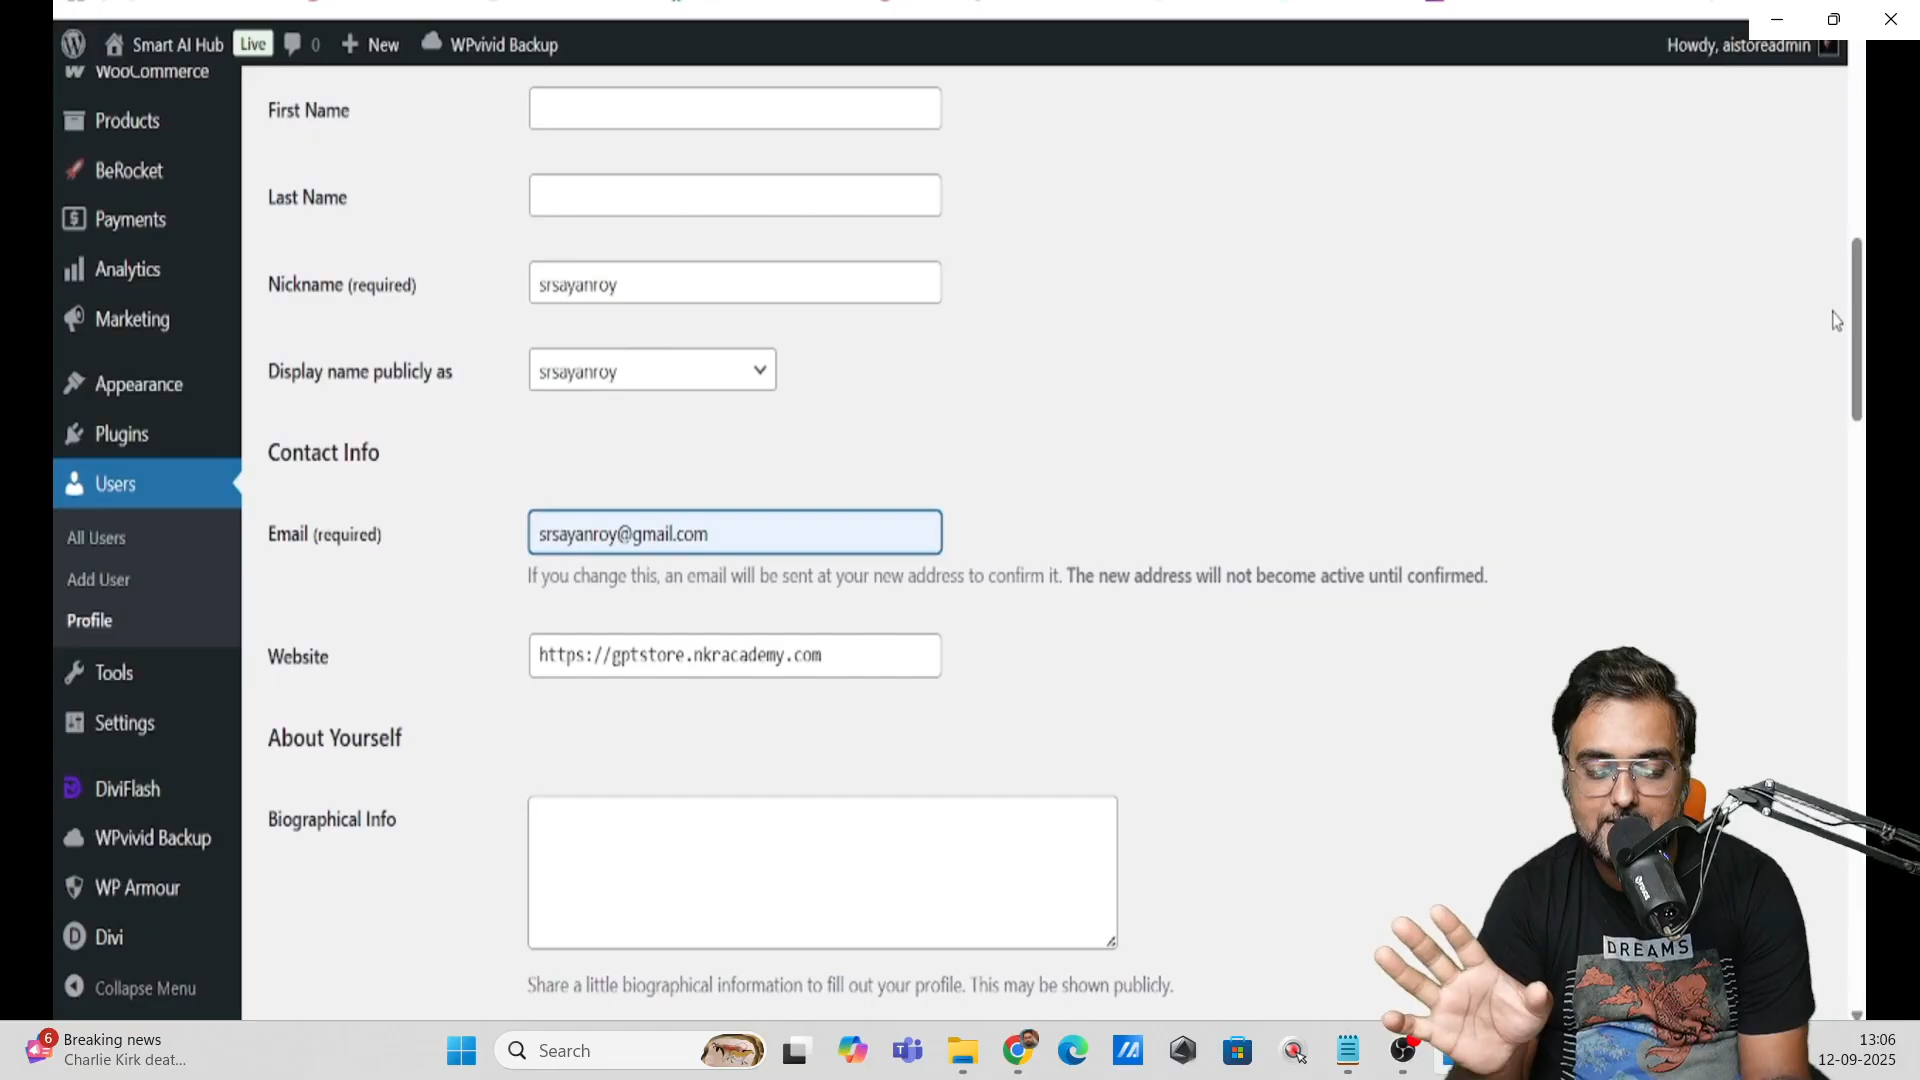 Smart AI Hub Live 0 New WPvivid Backup Howdy, aistoreadmin
WooCommerce
Products
BeRocket
Payments
Analytics
Marketing
Appearance
Plugins
Users
All Users
Add User
Profile
Tools
Settings
DiviFlash
WPvivid Backup
WP Armour
D Divi
Collapse Menu
First Name
Last Name
Nickname (required) srsayanroy
Display name publicly as srsayanroy
Contact Info
Email (required) srsayanroy@gmail.com
If you change this, an email will be sent at your new address to confirm it. The new address will not become active until confirmed.
Website https://gptstore.nkracademy.com
About Yourself
Biographical Info
Share a little biographical information to fill out your profile. This may be shown publicly.
DREAMS
6 Breaking news
Charlie Kirk deat...
Search
13:06
12-09-2025